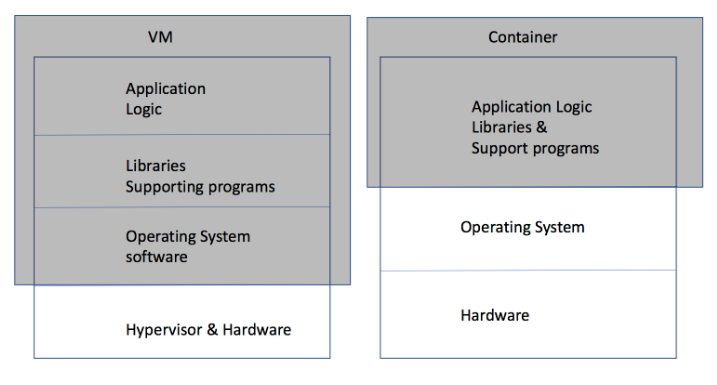 VM
Application
Logic
Libraries
Supporting programs
Operating System
software
Hypervisor & Hardware
Container
Application Logic
Libraries &
Support programs
Operating System
Hardware